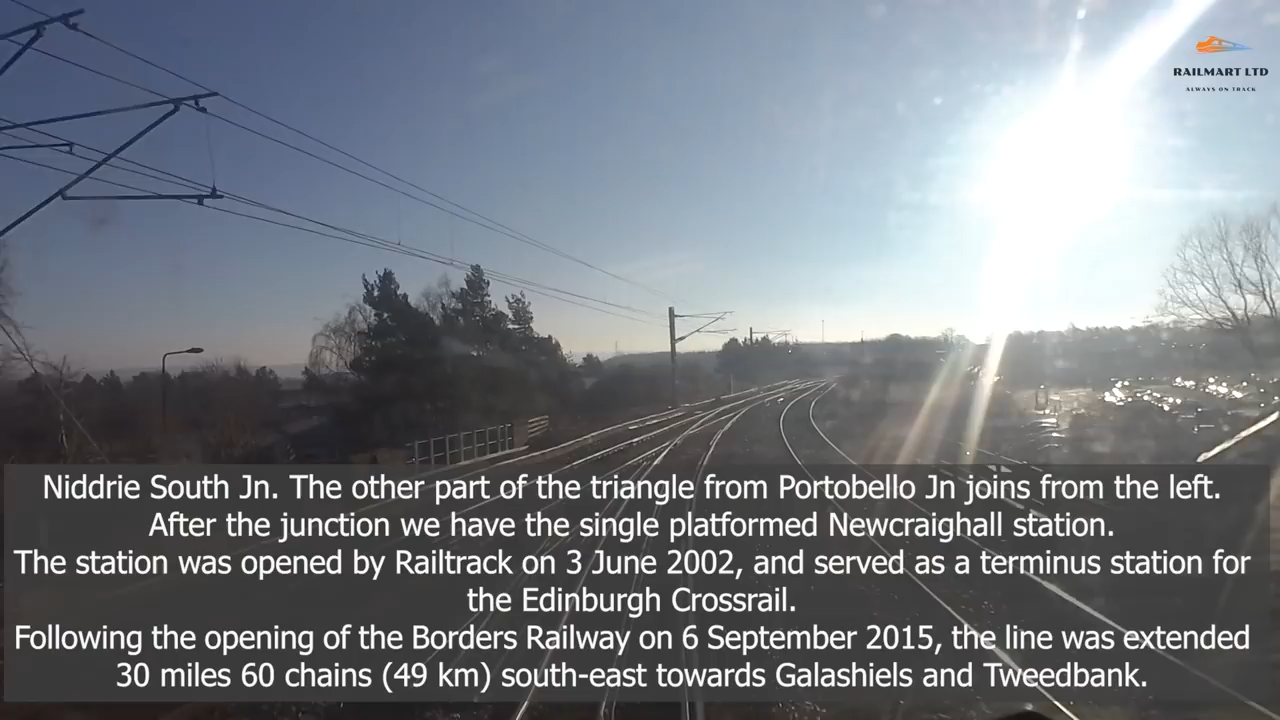 RAILMART LTD
ALWAYS ON TRACK
Niddrie South Jn. The other part of the triangle from Portobello Jn joins from the left.
After the junction we have the single platformed Newcraighall station.
The station was opened by Railtrack on 3 June 2002, and served as a terminus station for
the Edinburgh Crossrail.
Following the opening of the Borders Railway on 6 September 2015, the line was extended
30 miles 60 chains (49 km) south-east towards Galashiels and Tweedbank.